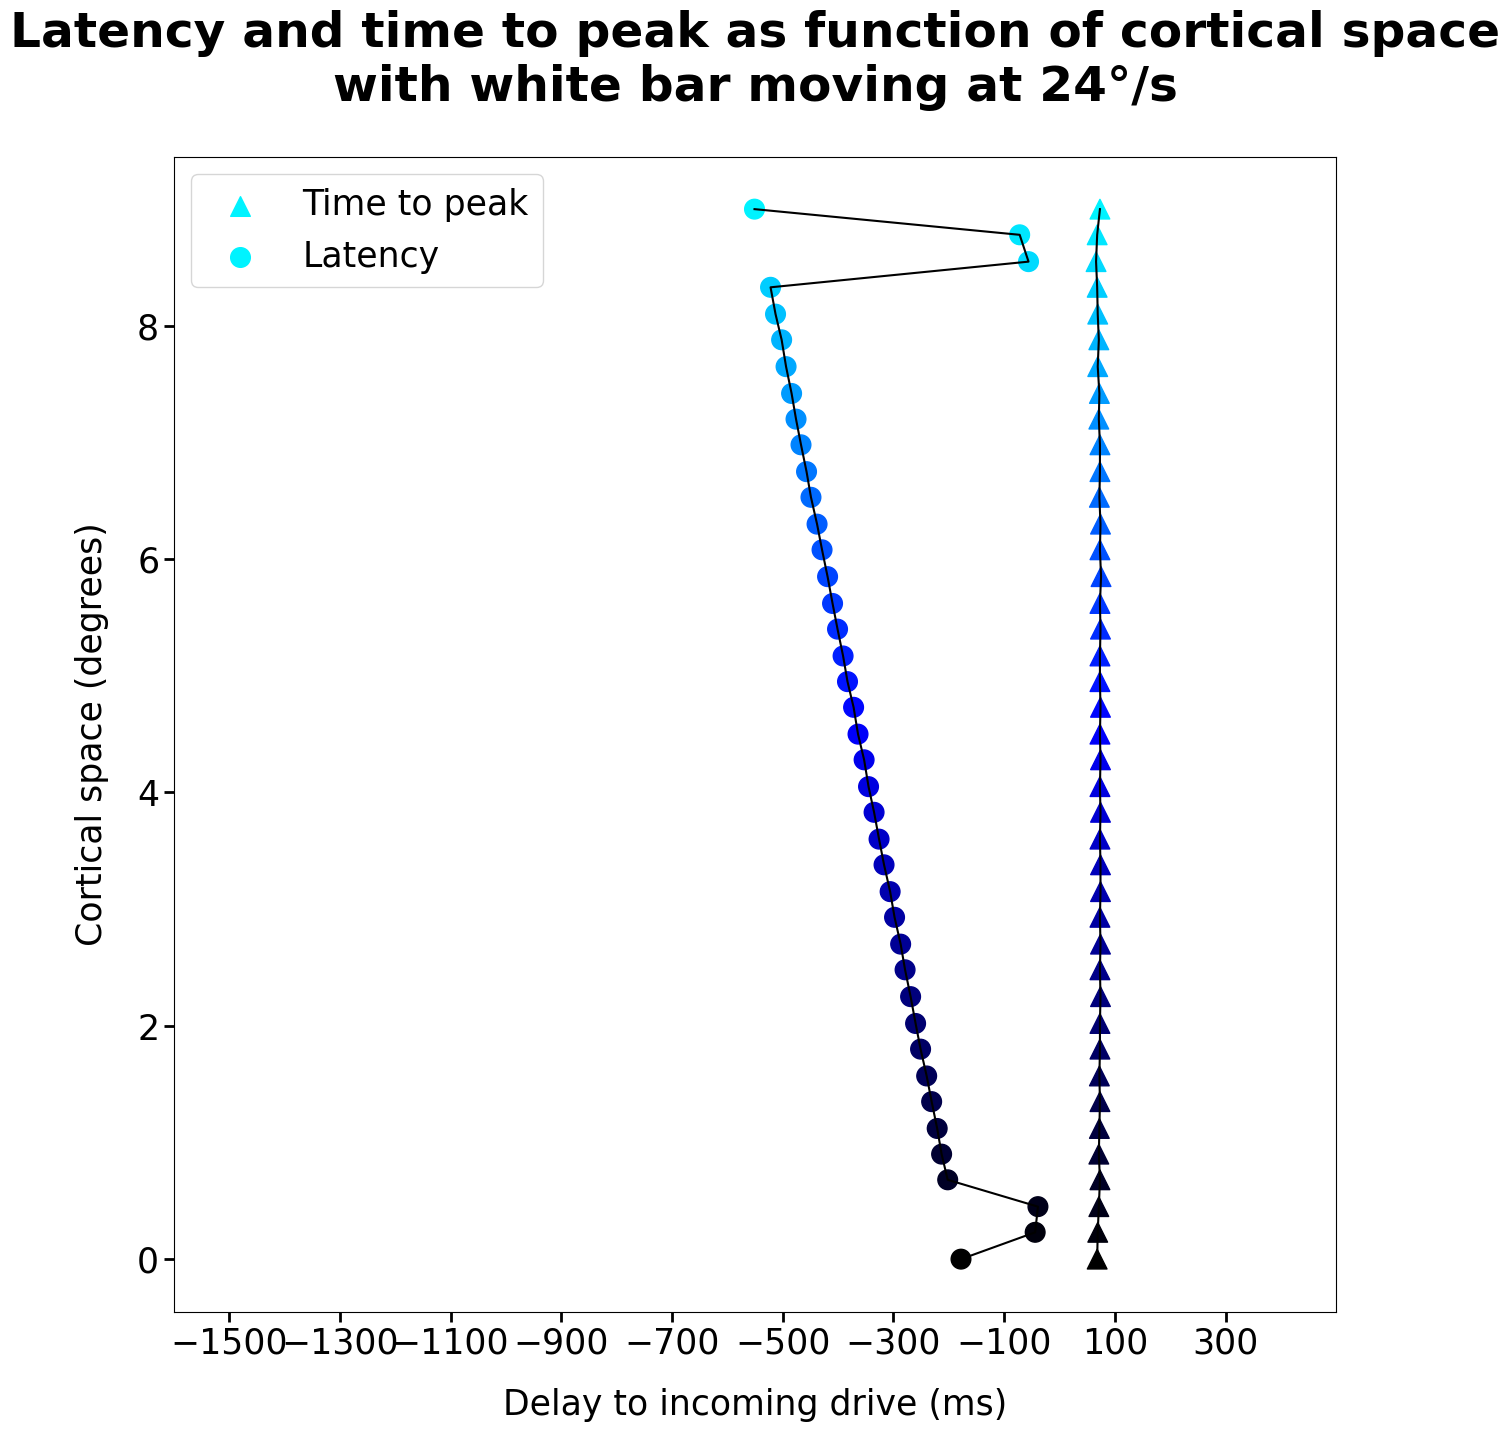 Latency and time to peak as function of cortical space
with white bar moving at 24°/s
Time to peak
Latency
Cortical space (degrees)
8
6
4
2
0
−1500 −1300 −1100 −900 −700 −500 −300 −100 100 300
Delay to incoming drive (ms)